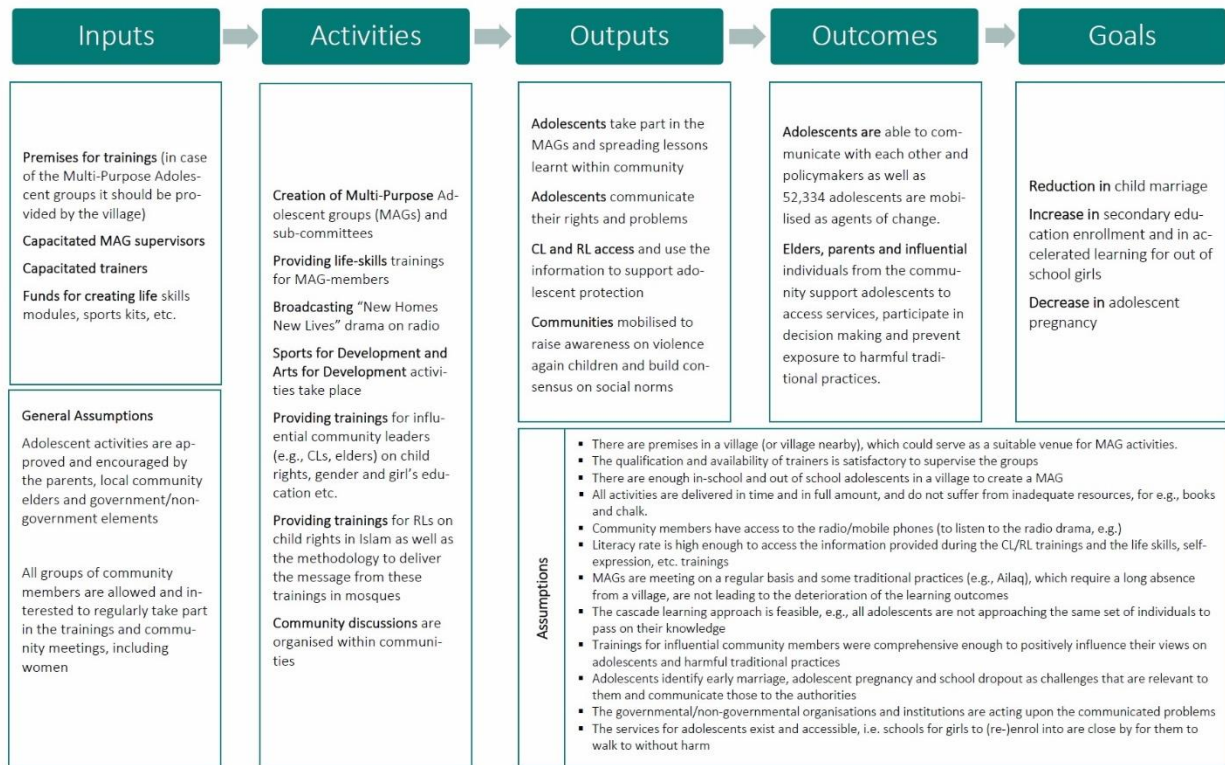 Inputs
Activities
Outputs
Outcomes
Goals
Premises for trainings (in case
of the Multi-Purpose Adoles-
cent groups it should be pro-
vided by the village)
Capacitated MAG supervisors
Capacitated trainers
Funds for creating life skills
modules, sports kits, etc.
General Assumptions
Adolescent activities are ap-
proved and encouraged by
the parents, local community
elders and government/non-
government elements
All groups of community
members are allowed and in-
terested to regularly take part
in the trainings and commu-
nity meetings, including
women
Creation of Multi-Purpose Ad-
olescent groups (MAGs) and
sub-committees
Providing life-skills trainings
for MAG-members
Broadcasting “New Homes
New Lives” drama on radio
Sports for Development and
Arts for Development activi-
ties take place
Providing trainings for influ-
ential community leaders
(e.g., CLs, elders) on child
rights, gender and girl’s edu-
cation etc.
Providing trainings for RLs on
child rights in Islam as well as
the methodology to deliver
the message from these
trainings in mosques
Community discussions are
organised within communi-
ties
Adolescents take part in the
MAGs and spreading lessons
learnt within community
Adolescents communicate
their rights and problems
CL and RL access and use the
information to support ado-
lescent protection
Communities mobilised to
raise awareness on violence
again children and build con-
sensus on social norms
Adolescents are able to com-
municate with each other and
policymakers as well as
52,334 adolescents are mobi-
lised as agents of change.
Elders, parents and influential
individuals from the commu-
nity support adolescents to
access services, participate in
decision making and prevent
exposure to harmful tradi-
tional practices.
Reduction in child marriage
Increase in secondary edu-
cation enrollment and in ac-
celerated learning for out of
school girls
Decrease in adolescent
pregnancy
Assumptions
▪ There are premises in a village (or village nearby), which could serve as a suitable venue for MAG activities.
▪ The qualification and availability of trainers is satisfactory to supervise the groups
▪ There are enough in-school and out of school adolescents in a village to create a MAG
▪ All activities are delivered in time and in full amount, and do not suffer from inadequate resources, for e.g., books
and chalk.
▪ Community members have access to the radio/mobile phones (to listen to the radio drama, e.g.)
▪ Literacy rate is high enough to access the information provided during the CL/RL trainings and the life skills, self-
expression, etc. trainings
▪ MAGs are meeting on a regular basis and some traditional practices (e.g., Ailaq), which require a long absence
from a village, are not leading to the deterioration of the learning outcomes
▪ The cascade learning approach is feasible, e.g., all adolescents are not approaching the same set of individuals to
pass on their knowledge
▪ Trainings for influential community members were comprehensive enough to positively influence their views on
adolescents and harmful traditional practices
▪ Adolescents identify early marriage, adolescent pregnancy and school dropout as challenges that are relevant to
them and communicate those to the authorities
▪ The governmental/non-governmental organisations and institutions are acting upon the communicated problems
▪ The services for adolescents exist and accessible, i.e. schools for girls to (re-)enrol into are close by for them to
walk to without harm